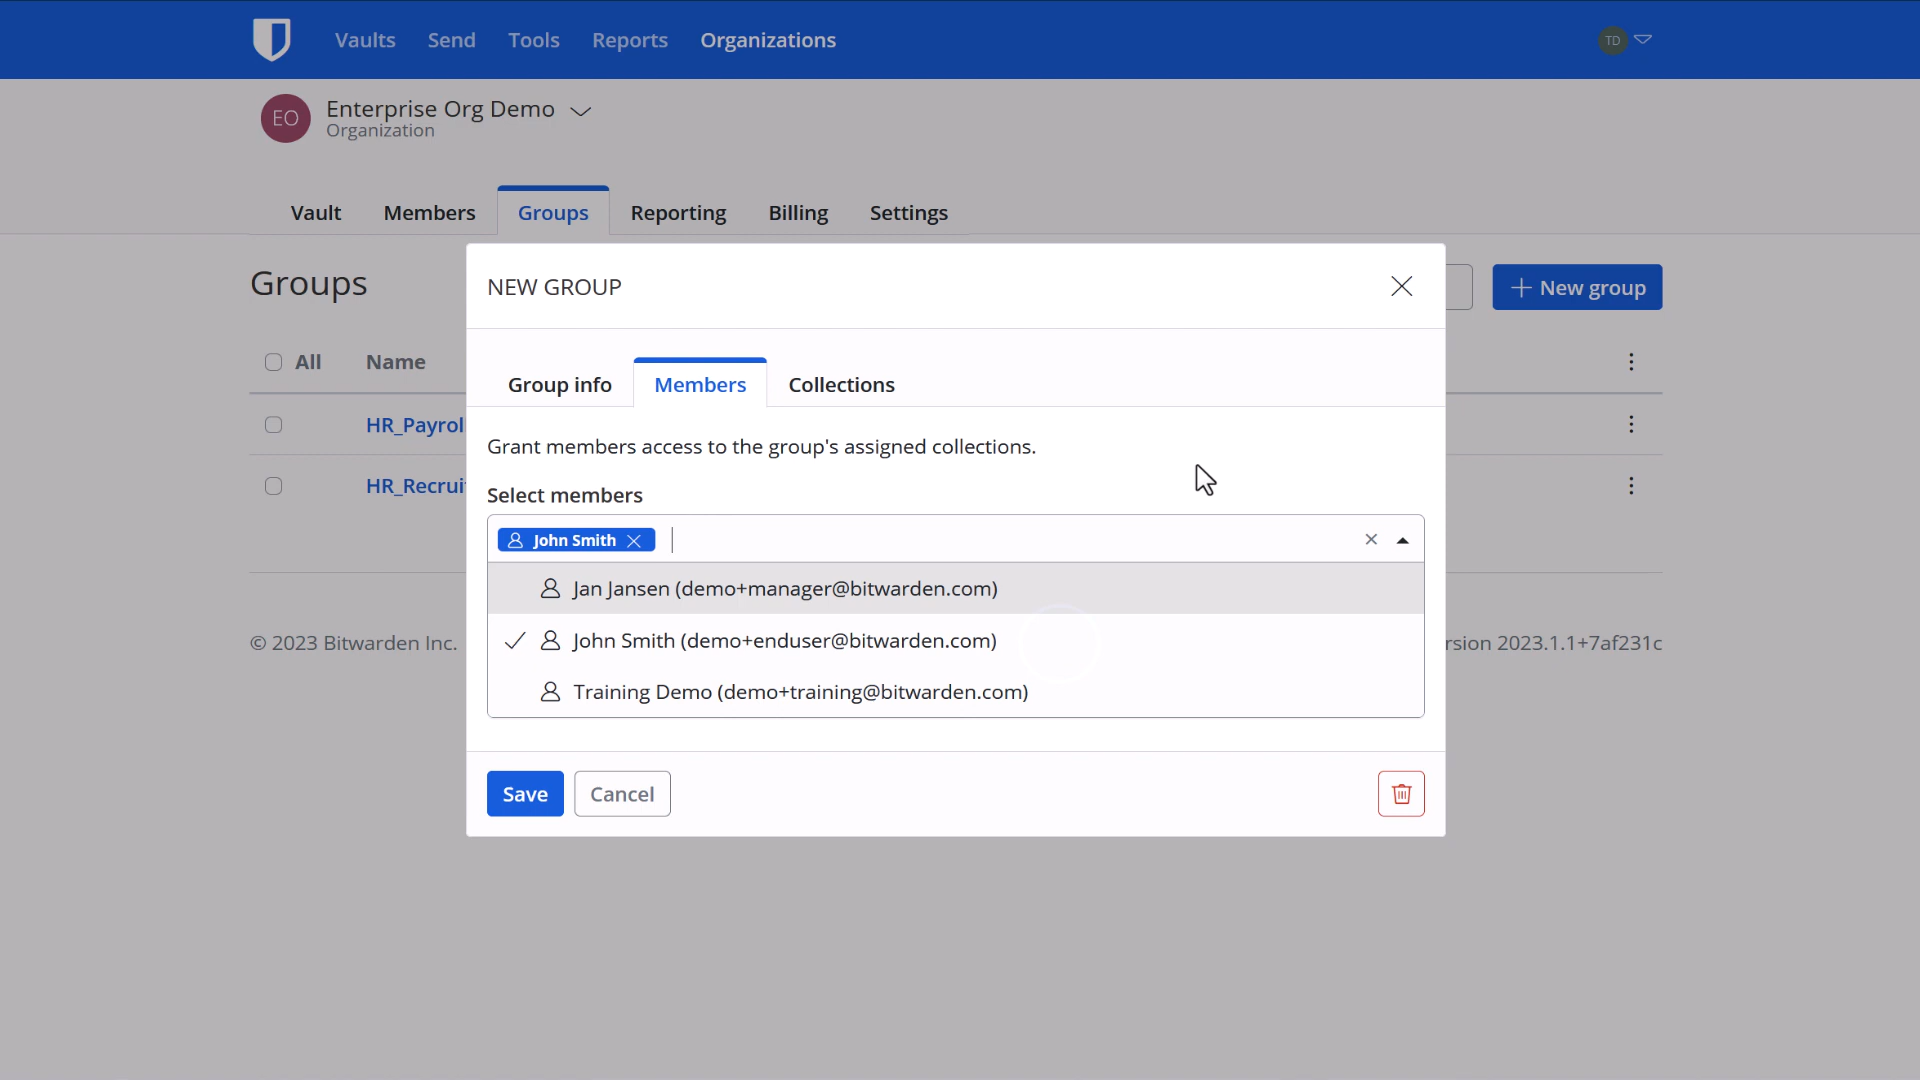 Vaults Send Tools Reports Organizations TD
EO Enterprise Org Demo
Organization
Vault Members Groups Reporting Billing Settings
Groups
New group
NEW GROUP
All Name
Group info Members Collections
HR_Payrol
Grant members access to the group's assigned collections.
HR_Recrui
Select members
John Smith
Jan Jansen (demo+manager@bitwarden.com)
John Smith (demo+enduser@bitwarden.com)
Training Demo (demo+training@bitwarden.com)
© 2023 Bitwarden Inc.
rsion 2023.1.1+7af231c
Save Cancel